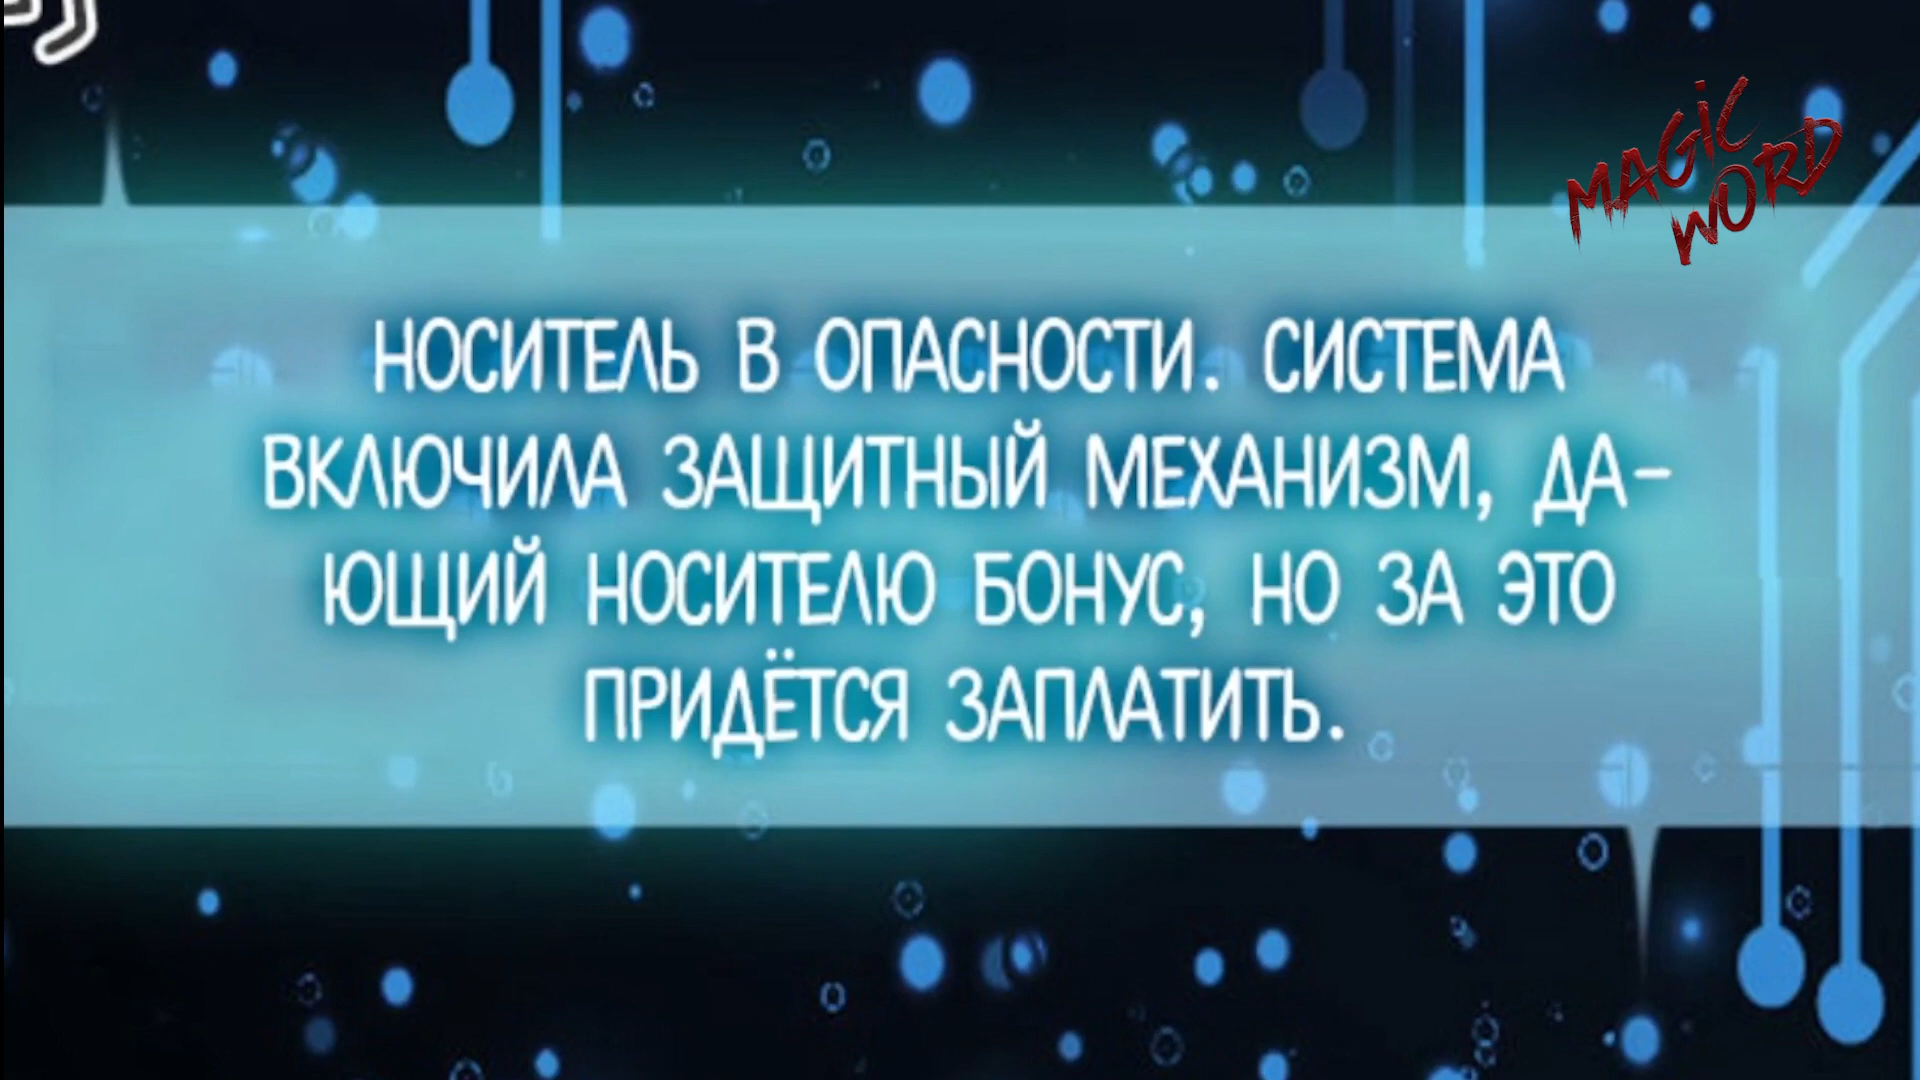 MAGIC
WORD
НОСИТЕЛЬ В ОПАСНОСТИ. СИСТЕМА
ВКЛЮЧИЛА ЗАЩИТНЫЙ МЕХАНИЗМ, ДА-
ЮЩИЙ НОСИТЕЛЮ БОНУС, НО ЗА ЭТО
ПРИДЁТСЯ ЗАПЛАТИТЬ.